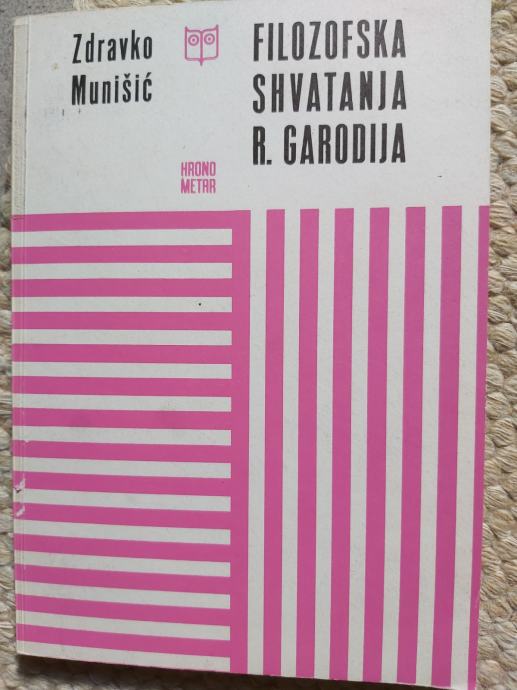 Zdravko
Munišić
FILOZOFSKA
SHVATANJA
R. GARODIJA
HRONO
METAR